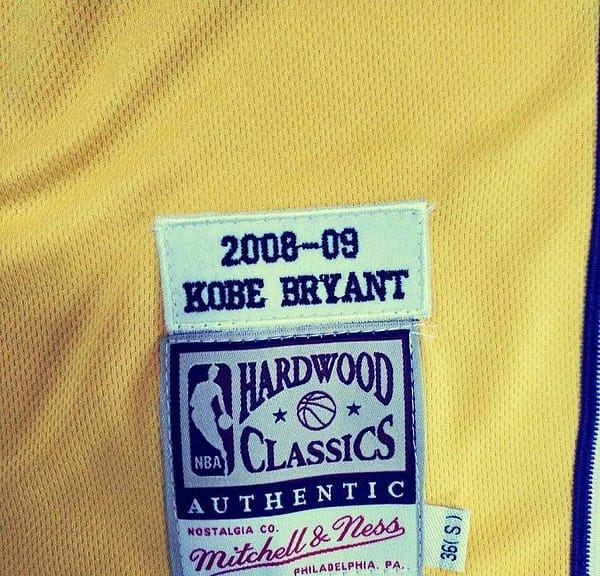 2008-09
KOBE BRYANT
HARDWOOD
CLASSICS
NBA
AUTHENTIC
NOSTALGIA CO.
Mitchell & Ness
PHILADELPHIA, PA.
36(S)